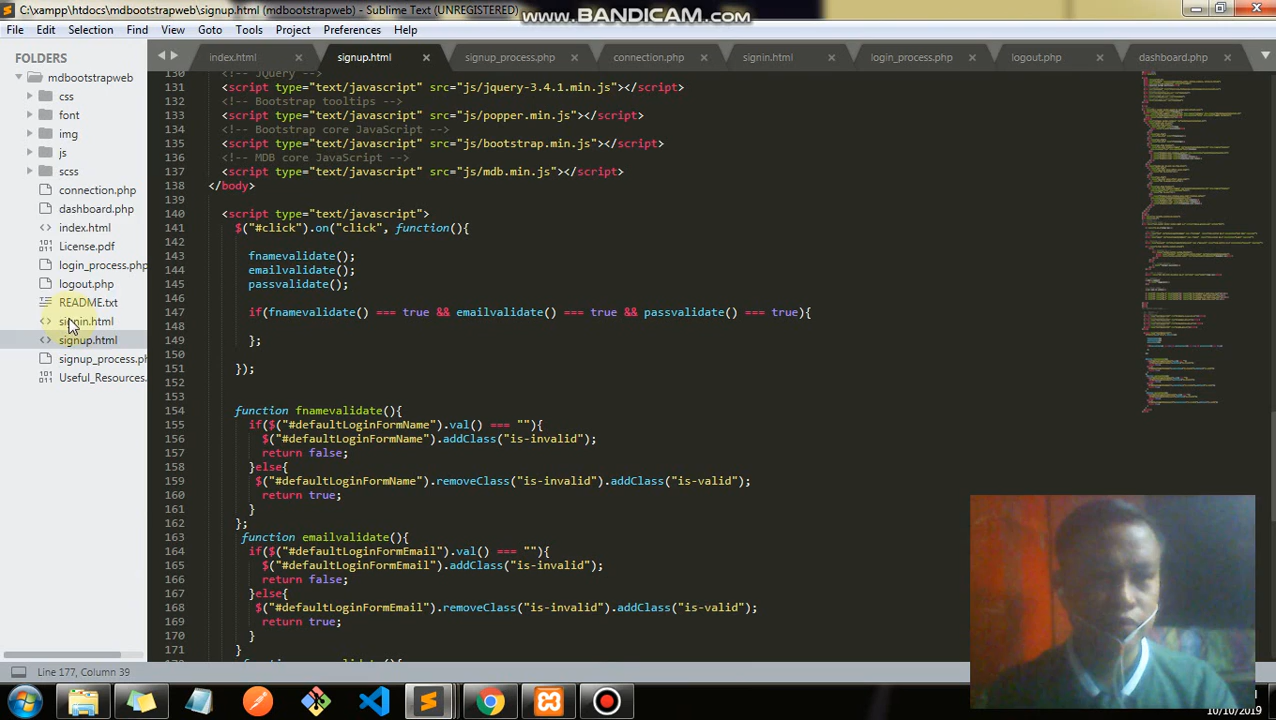 C:\xampp\htdocs\mdbootstrapweb\signup.html (mdbootstrapweb) - Sublime Text (UNREGISTERED)
www.BANDICAM.com
File Edit Selection Find View Goto Tools Project Preferences Help
FOLDERS
mdbootstrapweb
css
font
img
js
scss
connection.php
dashboard.php
index.html
License.pdf
login_process.php
logout.php
README.txt
signin.html
signup.html
signup_process.ph
Useful_Resources.
index.html signup.html signup_process.php connection.php signin.html login_process.php logout.php dashboard.php
130 <!-- JQuery -->
131 <script type="text/javascript" src="js/jquery-3.4.1.min.js"></script>
132 <!-- Bootstrap tooltips -->
133 <script type="text/javascript" src="js/popper.min.js"></script>
134 <!-- Bootstrap core JavaScript -->
135 <script type="text/javascript" src="js/bootstrap.min.js"></script>
136 <!-- MDB core JavaScript -->
137 <script type="text/javascript" src="js/mdb.min.js"></script>
138 </body>
139
140 <script type="text/javascript">
141 $("#click").on("click", function
142
143 fnamevalidate();
144 emailvalidate();
145 passvalidate();
146
147 if(fnamevalidate() === true && emailvalidate() === true && passvalidate() === true){
148
149 };
150
151 });
152
153
154 function fnamevalidate(){
155 if($("#defaultLoginFormName").val() === ""){
156 $("#defaultLoginFormName").addClass("is-invalid");
157 return false;
158 }else{
159 $("#defaultLoginFormName").removeClass("is-invalid").addClass("is-valid");
160 return true;
161 }
162 };
163 function emailvalidate(){
164 if($("#defaultLoginFormEmail").val() === ""){
165 $("#defaultLoginFormEmail").addClass("is-invalid");
166 return false;
167 }else{
168 $("#defaultLoginFormEmail").removeClass("is-invalid").addClass("is-valid");
169 return true;
170 }
171 }
Line 177, Column 39
10/10/2019